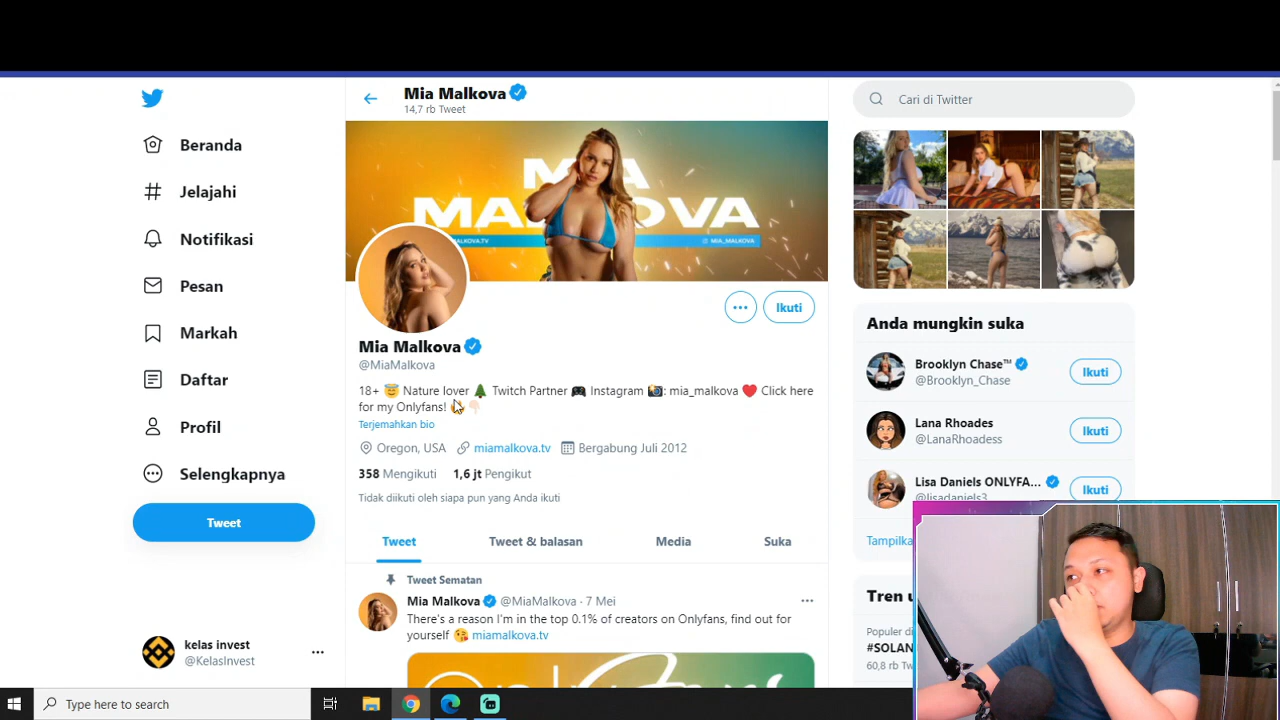 Mia Malkova
14,7 rb Tweet
Cari di Twitter
MIA
MALKOVA
MIA_MALKOVA
Beranda
Jelajahi
Notifikasi
Pesan
Markah
Daftar
Profil
Selengkapnya
Tweet
kelas invest
@KelasInvest
Ikuti
Mia Malkova
@MiaMalkova
18+ 😇 Nature lover 🌲 Twitch Partner 🎮 Instagram 📸: mia_malkova ❤️ Click here
for my Onlyfans!
Terjemahkan bio
Oregon, USA miamalkova.tv Bergabung Juli 2012
358 Mengikuti 1,6 jt Pengikut
Tidak diikuti oleh siapa pun yang Anda ikuti
Tweet Tweet & balasan Media Suka
Tweet Sematan
Mia Malkova @MiaMalkova · 7 Mei
There's a reason I'm in the top 0.1% of creators on Onlyfans, find out for
yourself 😘 miamalkova.tv
Anda mungkin suka
Brooklyn Chase™
@Brooklyn_Chase
Ikuti
Lana Rhoades
@LanaRhoadess
Ikuti
Lisa Daniels ONLYFA...
@lisadaniels3
Ikuti
Tampilka
Tren u
Populer di
#SOLAN
60,8 rb Tw
Type here to search